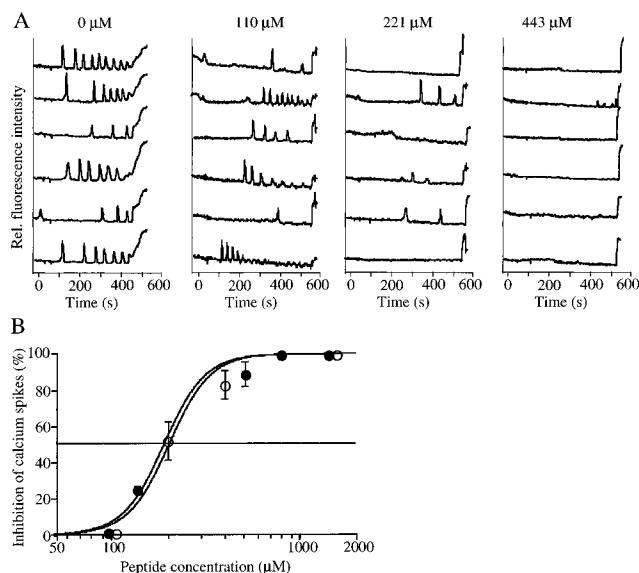 A
0 µM 110 µM 221 µM 443 µM
Rel. fluorescence intensity
0 200 400 600 0 200 400 600 0 200 400 600 0 200 400 600
Time (s) Time (s) Time (s) Time (s)
B
Inhibition of calcium spikes (%)
100
80
60
40
20
0
50 100 1000 2000
Peptide concentration (µM)